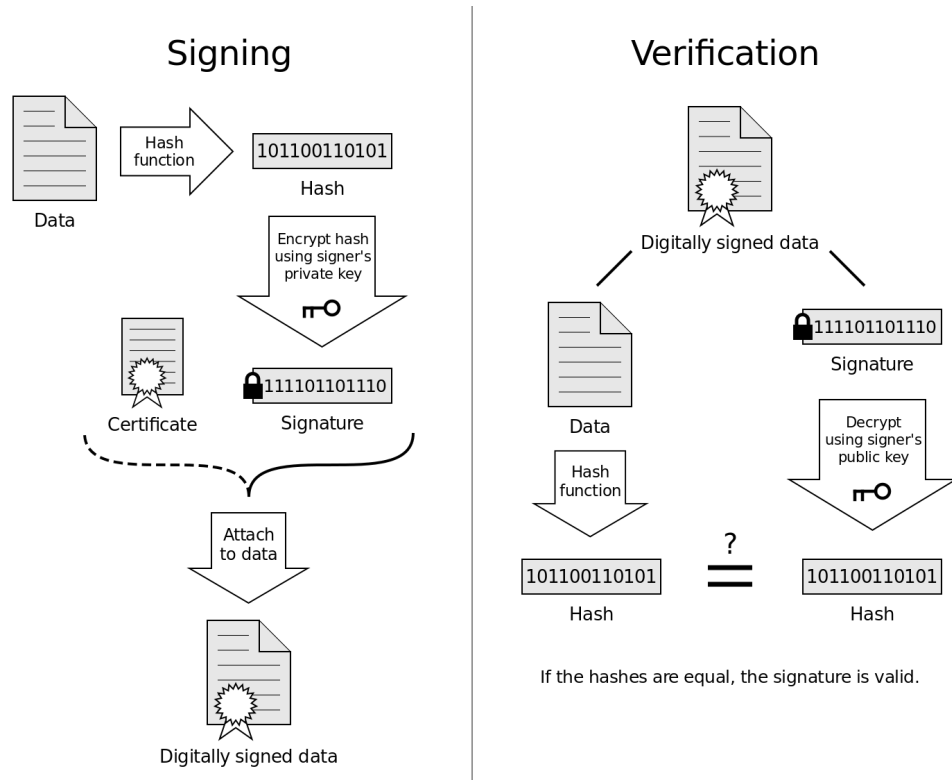 Signing
Hash
function
101100110101
Hash
Data
Encrypt hash
using signer's
private key
Certificate
111101101110
Signature
Attach
to data
Digitally signed data
Verification
Digitally signed data
Data
111101101110
Signature
Hash
function
Decrypt
using signer's
public key
101100110101
Hash
?
101100110101
Hash
If the hashes are equal, the signature is valid.